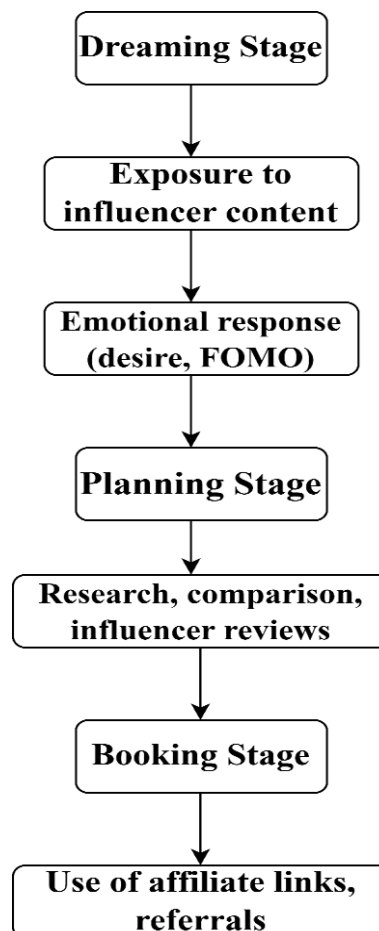 Dreaming Stage
Exposure to
influencer content
Emotional response
(desire, FOMO)
Planning Stage
Research, comparison,
influencer reviews
Booking Stage
Use of affiliate links,
referrals